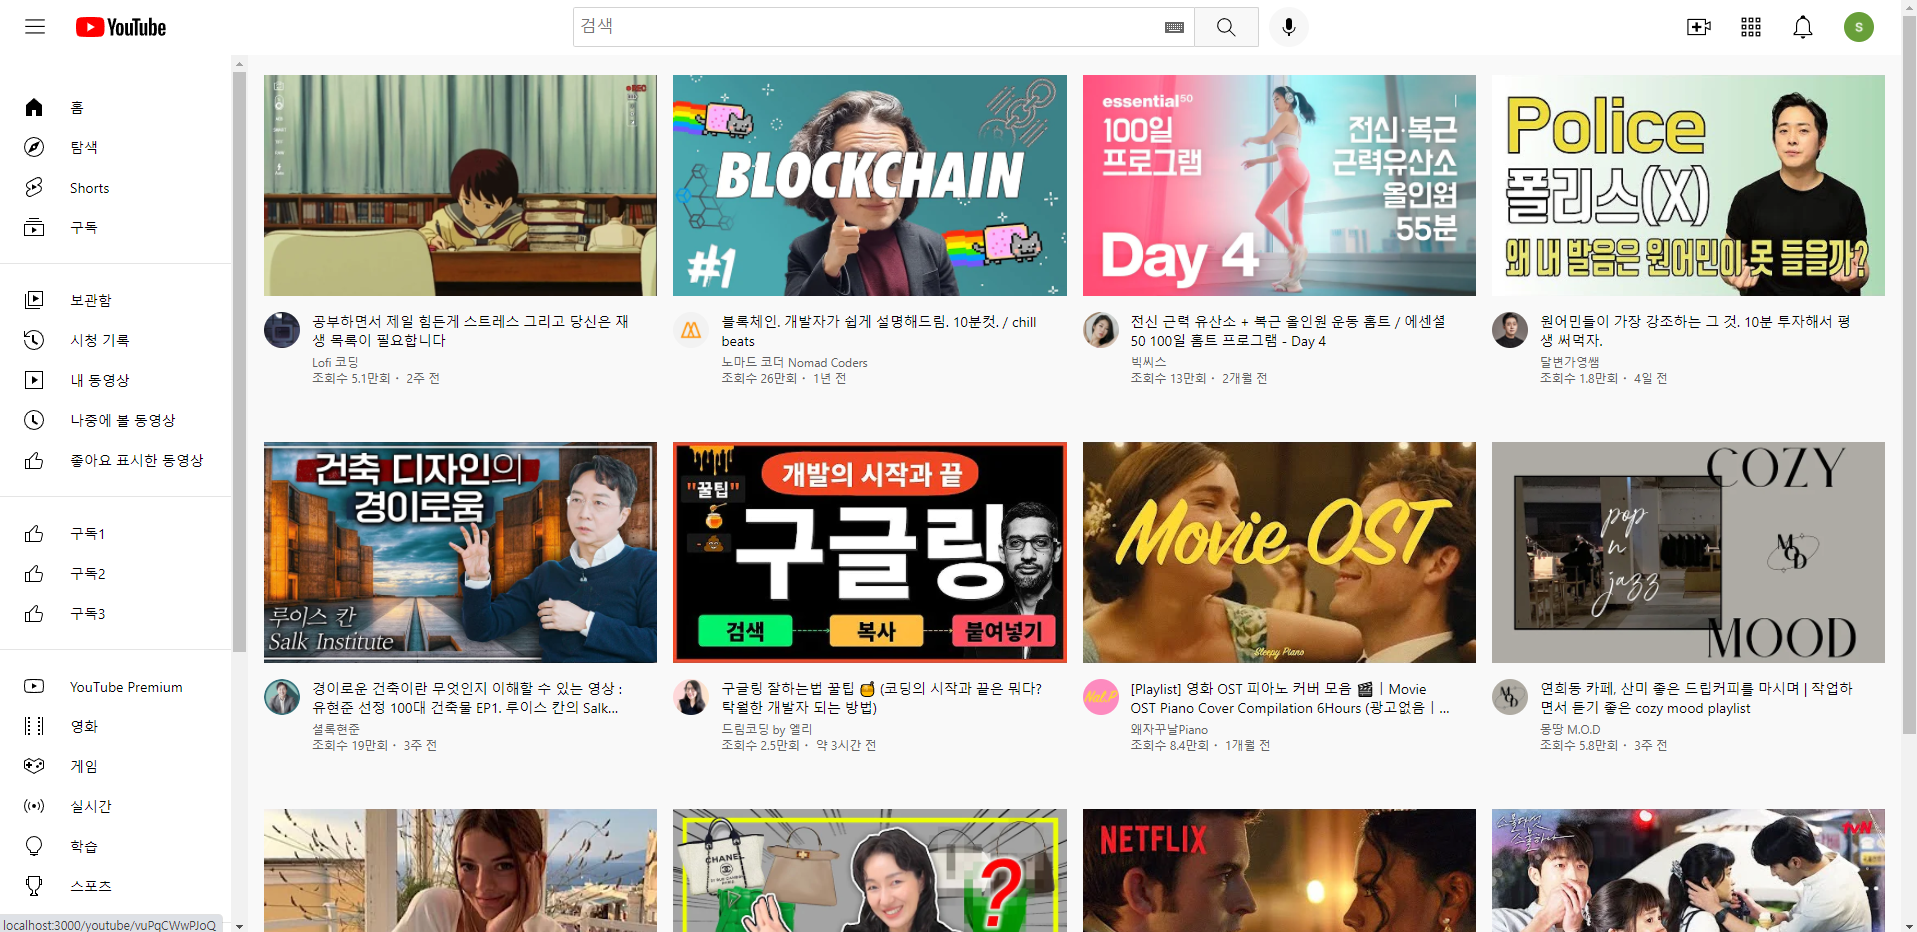 YouTube
검색
S
홈
탐색
Shorts
구독
보관함
시청 기록
내 동영상
나중에 볼 동영상
좋아요 표시한 동영상
구독1
구독2
구독3
YouTube Premium
영화
게임
실시간
학습
스포츠
localhost:3000/youtube/vuPqCWwPJoQ
REC
공부하면서 제일 힘든게 스트레스 그리고 당신은 재
생 목록이 필요합니다
Lofi 코딩
조회수 5.1만회 · 2주 전
BLOCKCHAIN
#1
블록체인. 개발자가 쉽게 설명해드림. 10분컷. / chill
beats
노마드 코더 Nomad Coders
조회수 26만회 · 1년 전
essential50
100일
프로그램
전신·복근
근력유산소
올인원
55분
Day 4
전신 근력 유산소 + 복근 올인원 운동 홈트 / 에센셜
50 100일 홈트 프로그램 - Day 4
빅씨스
조회수 13만회 · 2개월 전
Police
폴리스(X)
왜 내 발음은 원어민이 못 들을까?
원어민들이 가장 강조하는 그 것. 10분 투자해서 평
생 써먹자.
달변가영쌤
조회수 1.8만회 · 4일 전
건축 디자인의
경이로움
루이스 칸
Salk Institute
경이로운 건축이란 무엇인지 이해할 수 있는 영상 :
유현준 선정 100대 건축물 EP1. 루이스 칸의 Salk...
셜록현준
조회수 19만회 · 3주 전
개발의 시작과 끝
"꿀팁"
구글링
검색
복사
붙여넣기
구글링 잘하는법 꿀팁 🍯 (코딩의 시작과 끝은 뭐다?
탁월한 개발자 되는 방법)
드림코딩 by 엘리
조회수 2.5만회 · 약 3시간 전
Movie OST
Sleepy Piano
[Playlist] 영화 OST 피아노 커버 모음 🎬ㅣMovie
OST Piano Cover Compilation 6Hours (광고없음ㅣ...
왜자꾸날Piano
조회수 8.4만회 · 1개월 전
COZY
pop
n
jazz
MOD
MOOD
연희동 카페, 산미 좋은 드립커피를 마시며 | 작업하
면서 듣기 좋은 cozy mood playlist
몽땅 M.O.D
조회수 5.8만회 · 3주 전
CHANEL
?
NETFLIX
스물다섯
스물하나
tvN